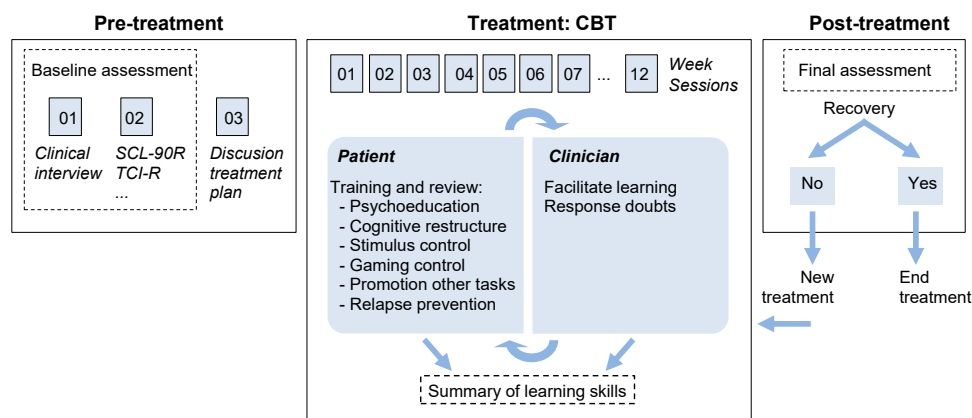 Pre-treatment
Baseline assessment
01
02
03
Clinical
interview
SCL-90R
TCI-R
...
Discusion
treatment
plan
Treatment: CBT
01 02 03 04 05 06 07 ... 12
Week
Sessions
Patient
Training and review:
- Psychoeducation
- Cognitive restructure
- Stimulus control
- Gaming control
- Promotion other tasks
- Relapse prevention
Clinician
Facilitate learning
Response doubts
Summary of learning skills
Post-treatment
Final assessment
Recovery
No
Yes
New
treatment
End
treatment